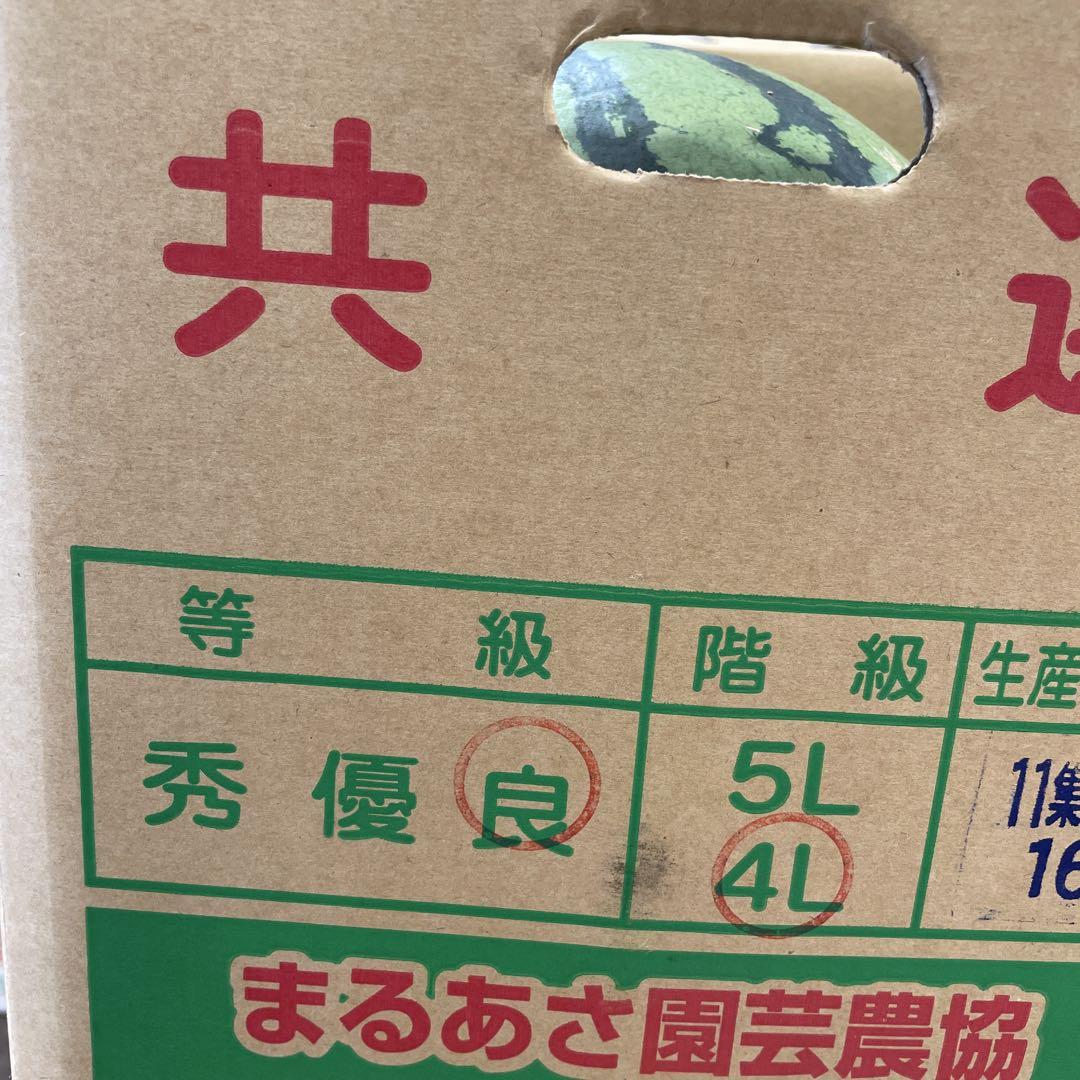 共
等級 階級 生産
秀 優 良 5L 11集
4L 16
まるあさ園芸農協